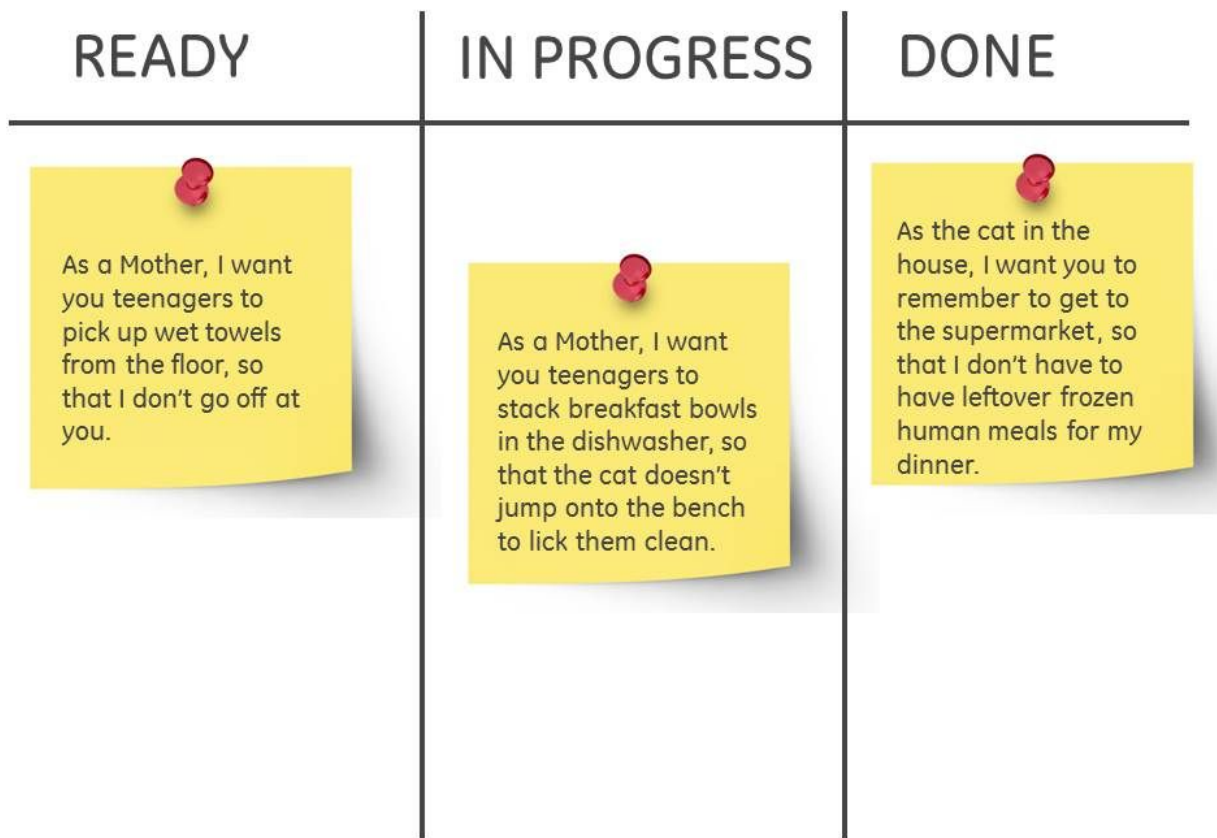 READY
IN PROGRESS
DONE
As a Mother, I want
you teenagers to
pick up wet towels
from the floor, so
that I don't go off at
you.
As a Mother, I want
you teenagers to
stack breakfast bowls
in the dishwasher, so
that the cat doesn't
jump onto the bench
to lick them clean.
As the cat in the
house, I want you to
remember to get to
the supermarket, so
that I don't have to
have leftover frozen
human meals for my
dinner.